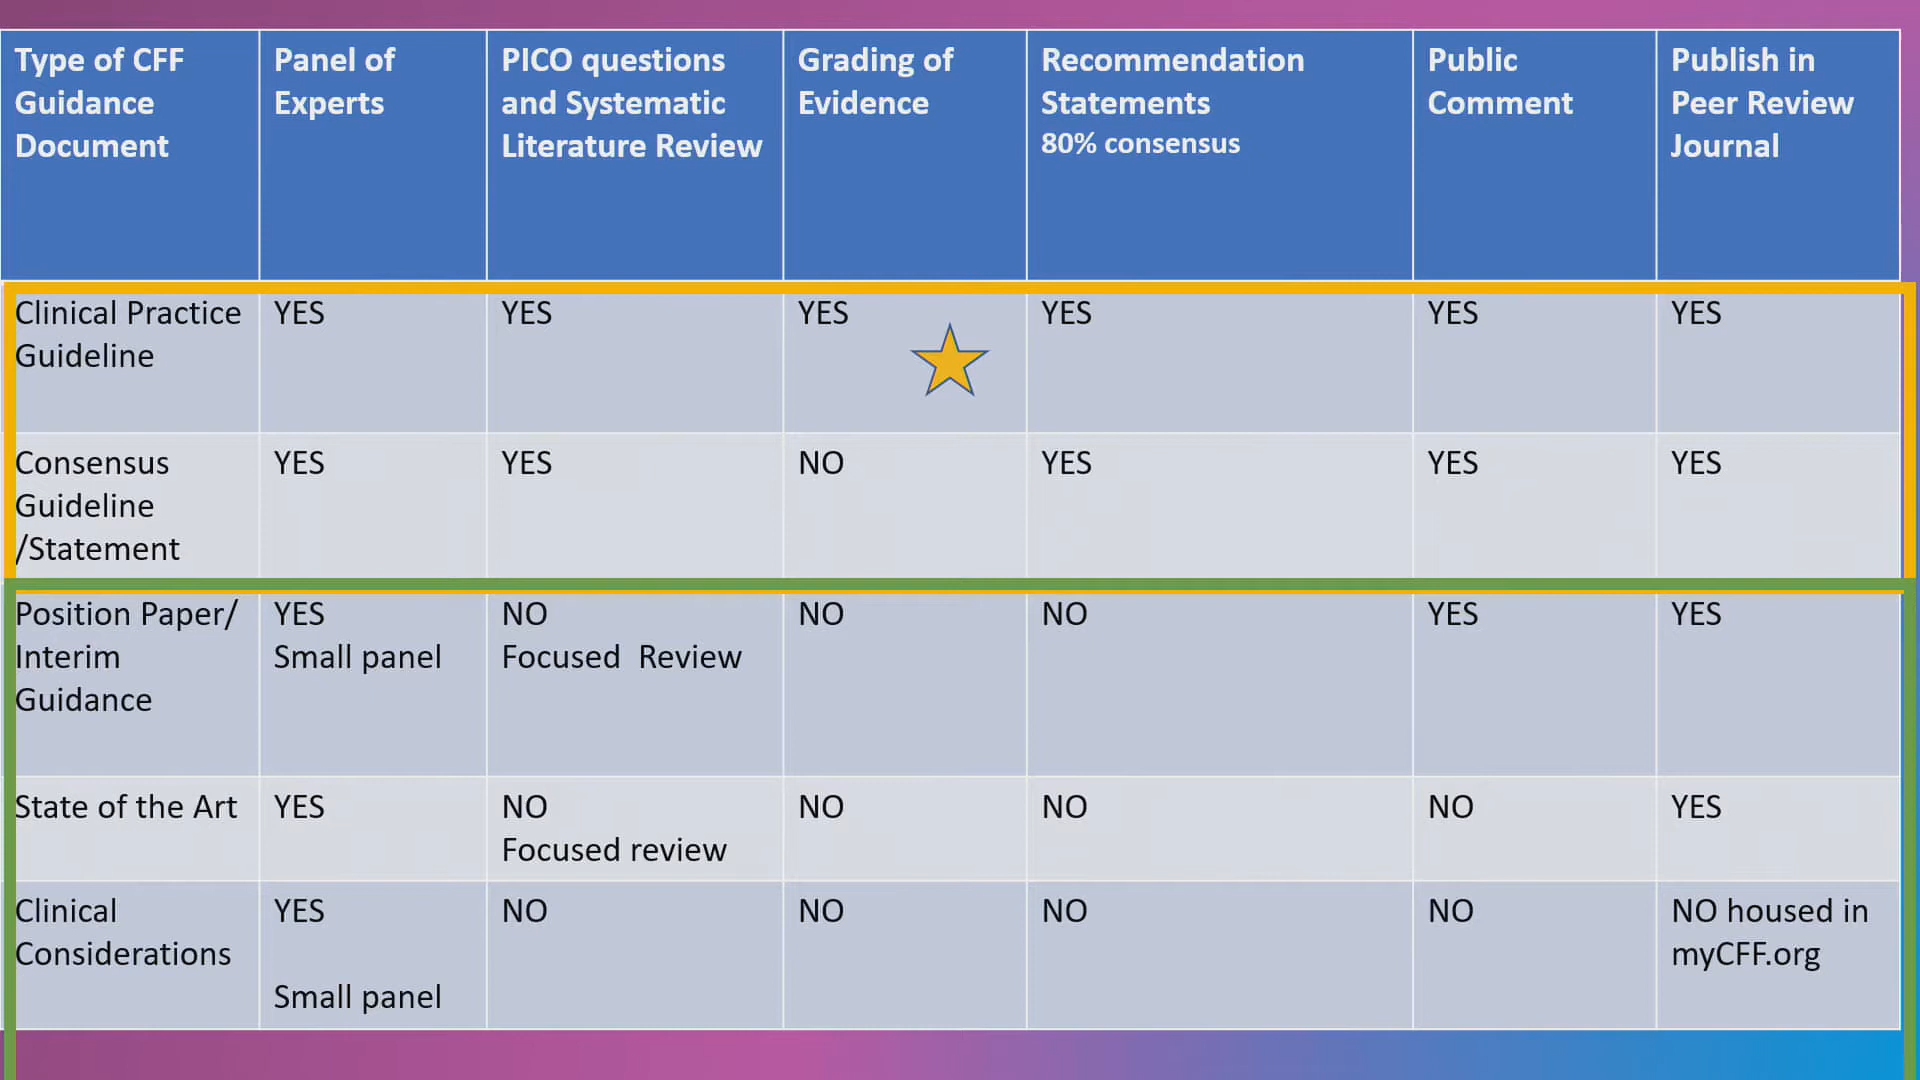 Type of CFF
Guidance
Document
Panel of
Experts
PICO questions
and Systematic
Literature Review
Grading of
Evidence
Recommendation
Statements
80% consensus
Public
Comment
Publish in
Peer Review
Journal
Clinical Practice
Guideline
YES
YES
YES
YES
YES
YES
Consensus
Guideline
/Statement
YES
YES
NO
YES
YES
YES
Position Paper/
Interim
Guidance
YES
Small panel
NO
Focused  Review
NO
NO
YES
YES
State of the Art
YES
NO
Focused review
NO
NO
NO
YES
Clinical
Considerations
YES
Small panel
NO
NO
NO
NO
NO housed in
myCFF.org